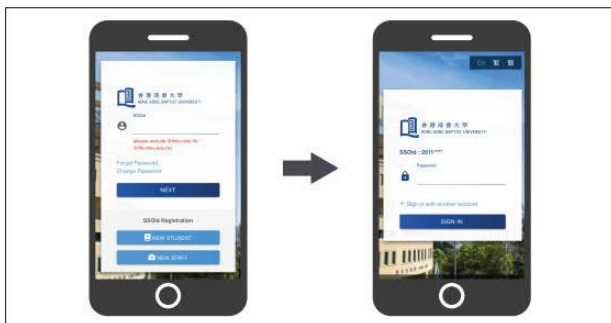 香港浸會大學
HONG KONG BAPTIST UNIVERSITY
SSOid
Forgot Password
Change Password
NEXT
SSOid Registration
NEW STUDENT
NEW STAFF
En 繁 簡
香港浸會大學
HONG KONG BAPTIST UNIVERSITY
SSOid : 2011****
Password
Sign in with another account
SIGN IN